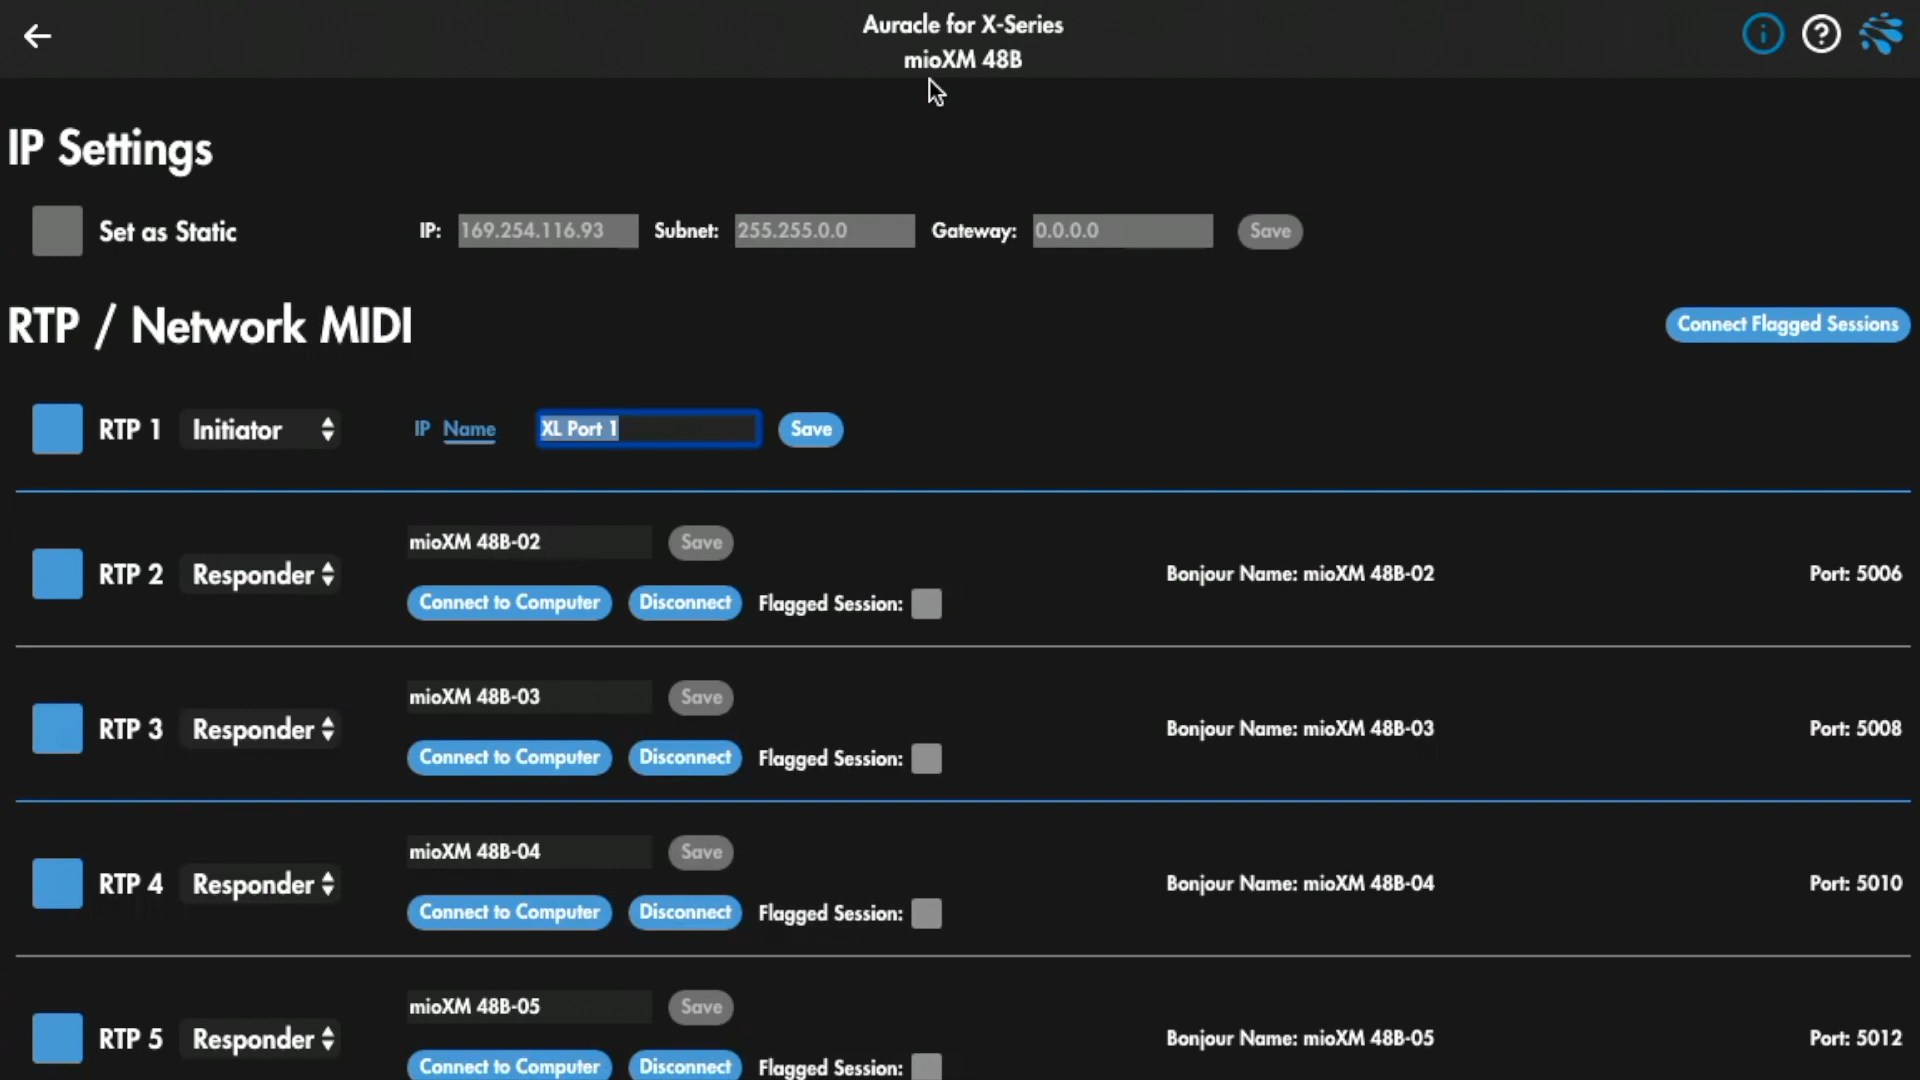 Auracle for X-Series
mioXM 48B
IP Settings
Set as Static IP: 169.254.116.93 Subnet: 255.255.0.0 Gateway: 0.0.0.0 Save
RTP / Network MIDI Connect Flagged Sessions
RTP 1 Initiator IP Name XL Port 1 Save
mioXM 48B-02 Save
RTP 2 Responder Bonjour Name: mioXM 48B-02 Port: 5006
Connect to Computer Disconnect Flagged Session:
mioXM 48B-03 Save
RTP 3 Responder Bonjour Name: mioXM 48B-03 Port: 5008
Connect to Computer Disconnect Flagged Session:
mioXM 48B-04 Save
RTP 4 Responder Bonjour Name: mioXM 48B-04 Port: 5010
Connect to Computer Disconnect Flagged Session:
mioXM 48B-05 Save
RTP 5 Responder Bonjour Name: mioXM 48B-05 Port: 5012
Connect to Computer Disconnect Flagged Session: